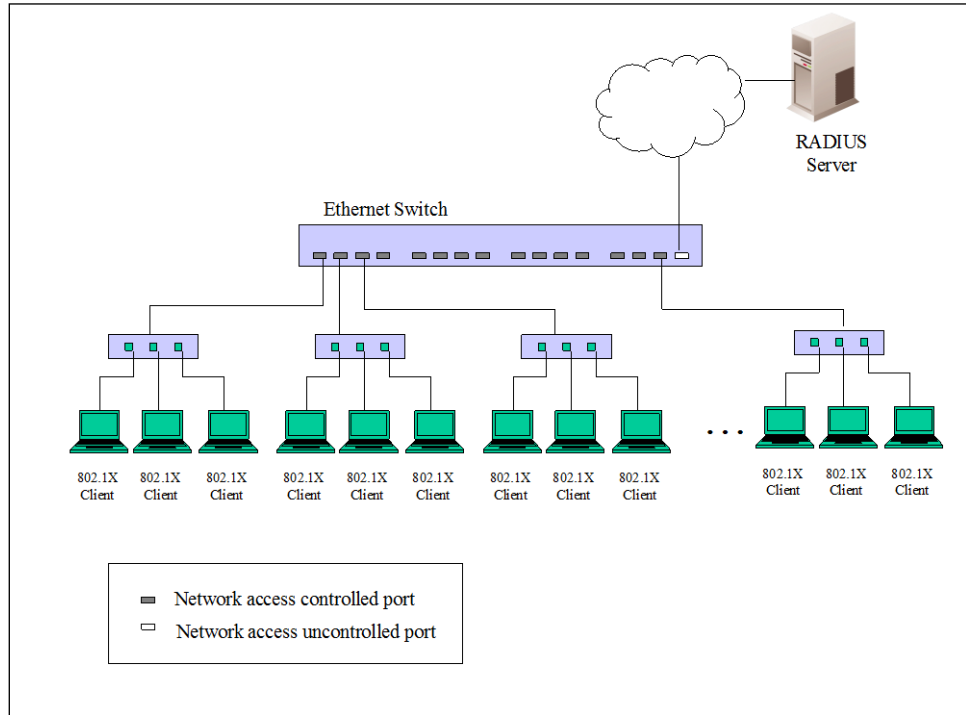 RADIUS
Server
Ethernet Switch
802.1X
Client
802.1X
Client
802.1X
Client
802.1X
Client
802.1X
Client
802.1X
Client
802.1X
Client
802.1X
Client
802.1X
Client
...
802.1X
Client
802.1X
Client
802.1X
Client
Network access controlled port
Network access uncontrolled port